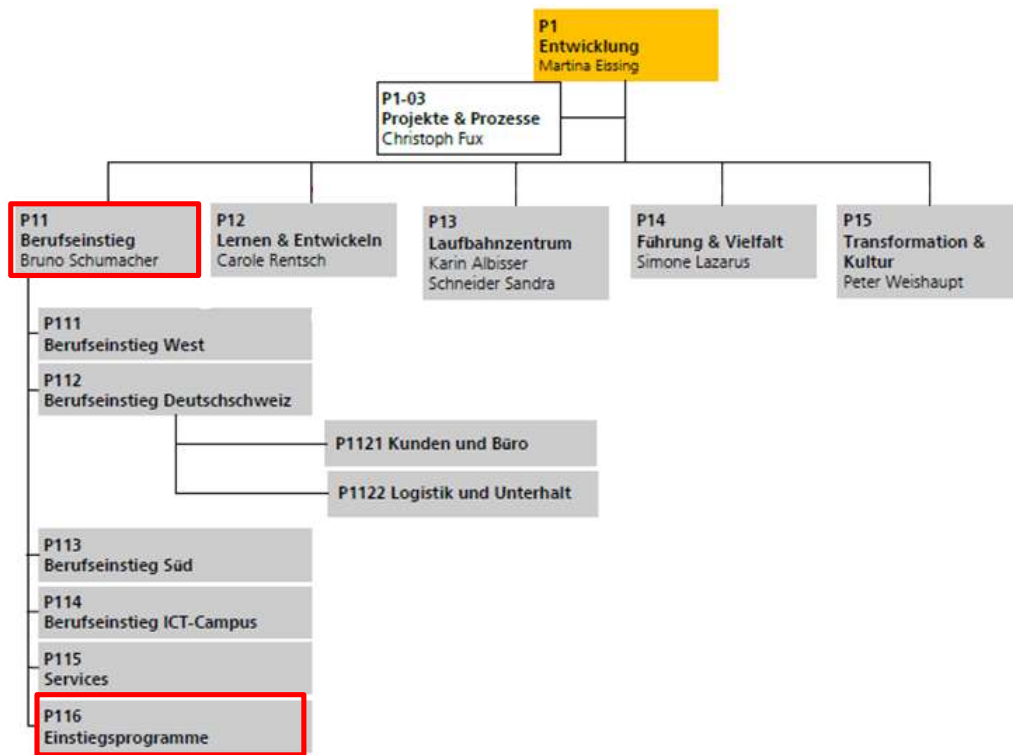 P1
Entwicklung
Martina Eissing
P1-03
Projekte & Prozesse
Christoph Fux
P11
Berufseinstieg
Bruno Schumacher
P12
Lernen & Entwickeln
Carole Rentsch
P13
Laufbahnzentrum
Karin Albisser
Schneider Sandra
P14
Führung & Vielfalt
Simone Lazarus
P15
Transformation &
Kultur
Peter Weishaupt
P111
Berufseinstieg West
P112
Berufseinstieg Deutschschweiz
P1121 Kunden und Büro
P1122 Logistik und Unterhalt
P113
Berufseinstieg Süd
P114
Berufseinstieg ICT-Campus
P115
Services
P116
Einstiegsprogramme